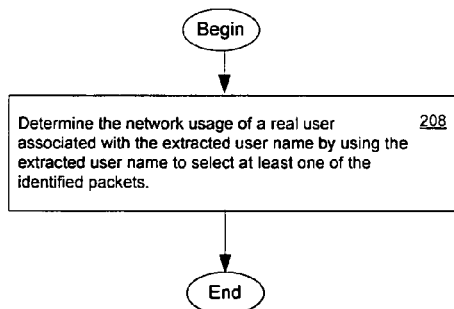 Begin
Determine the network usage of a real user 208
associated with the extracted user name by using the
extracted user name to select at least one of the
identified packets.
End